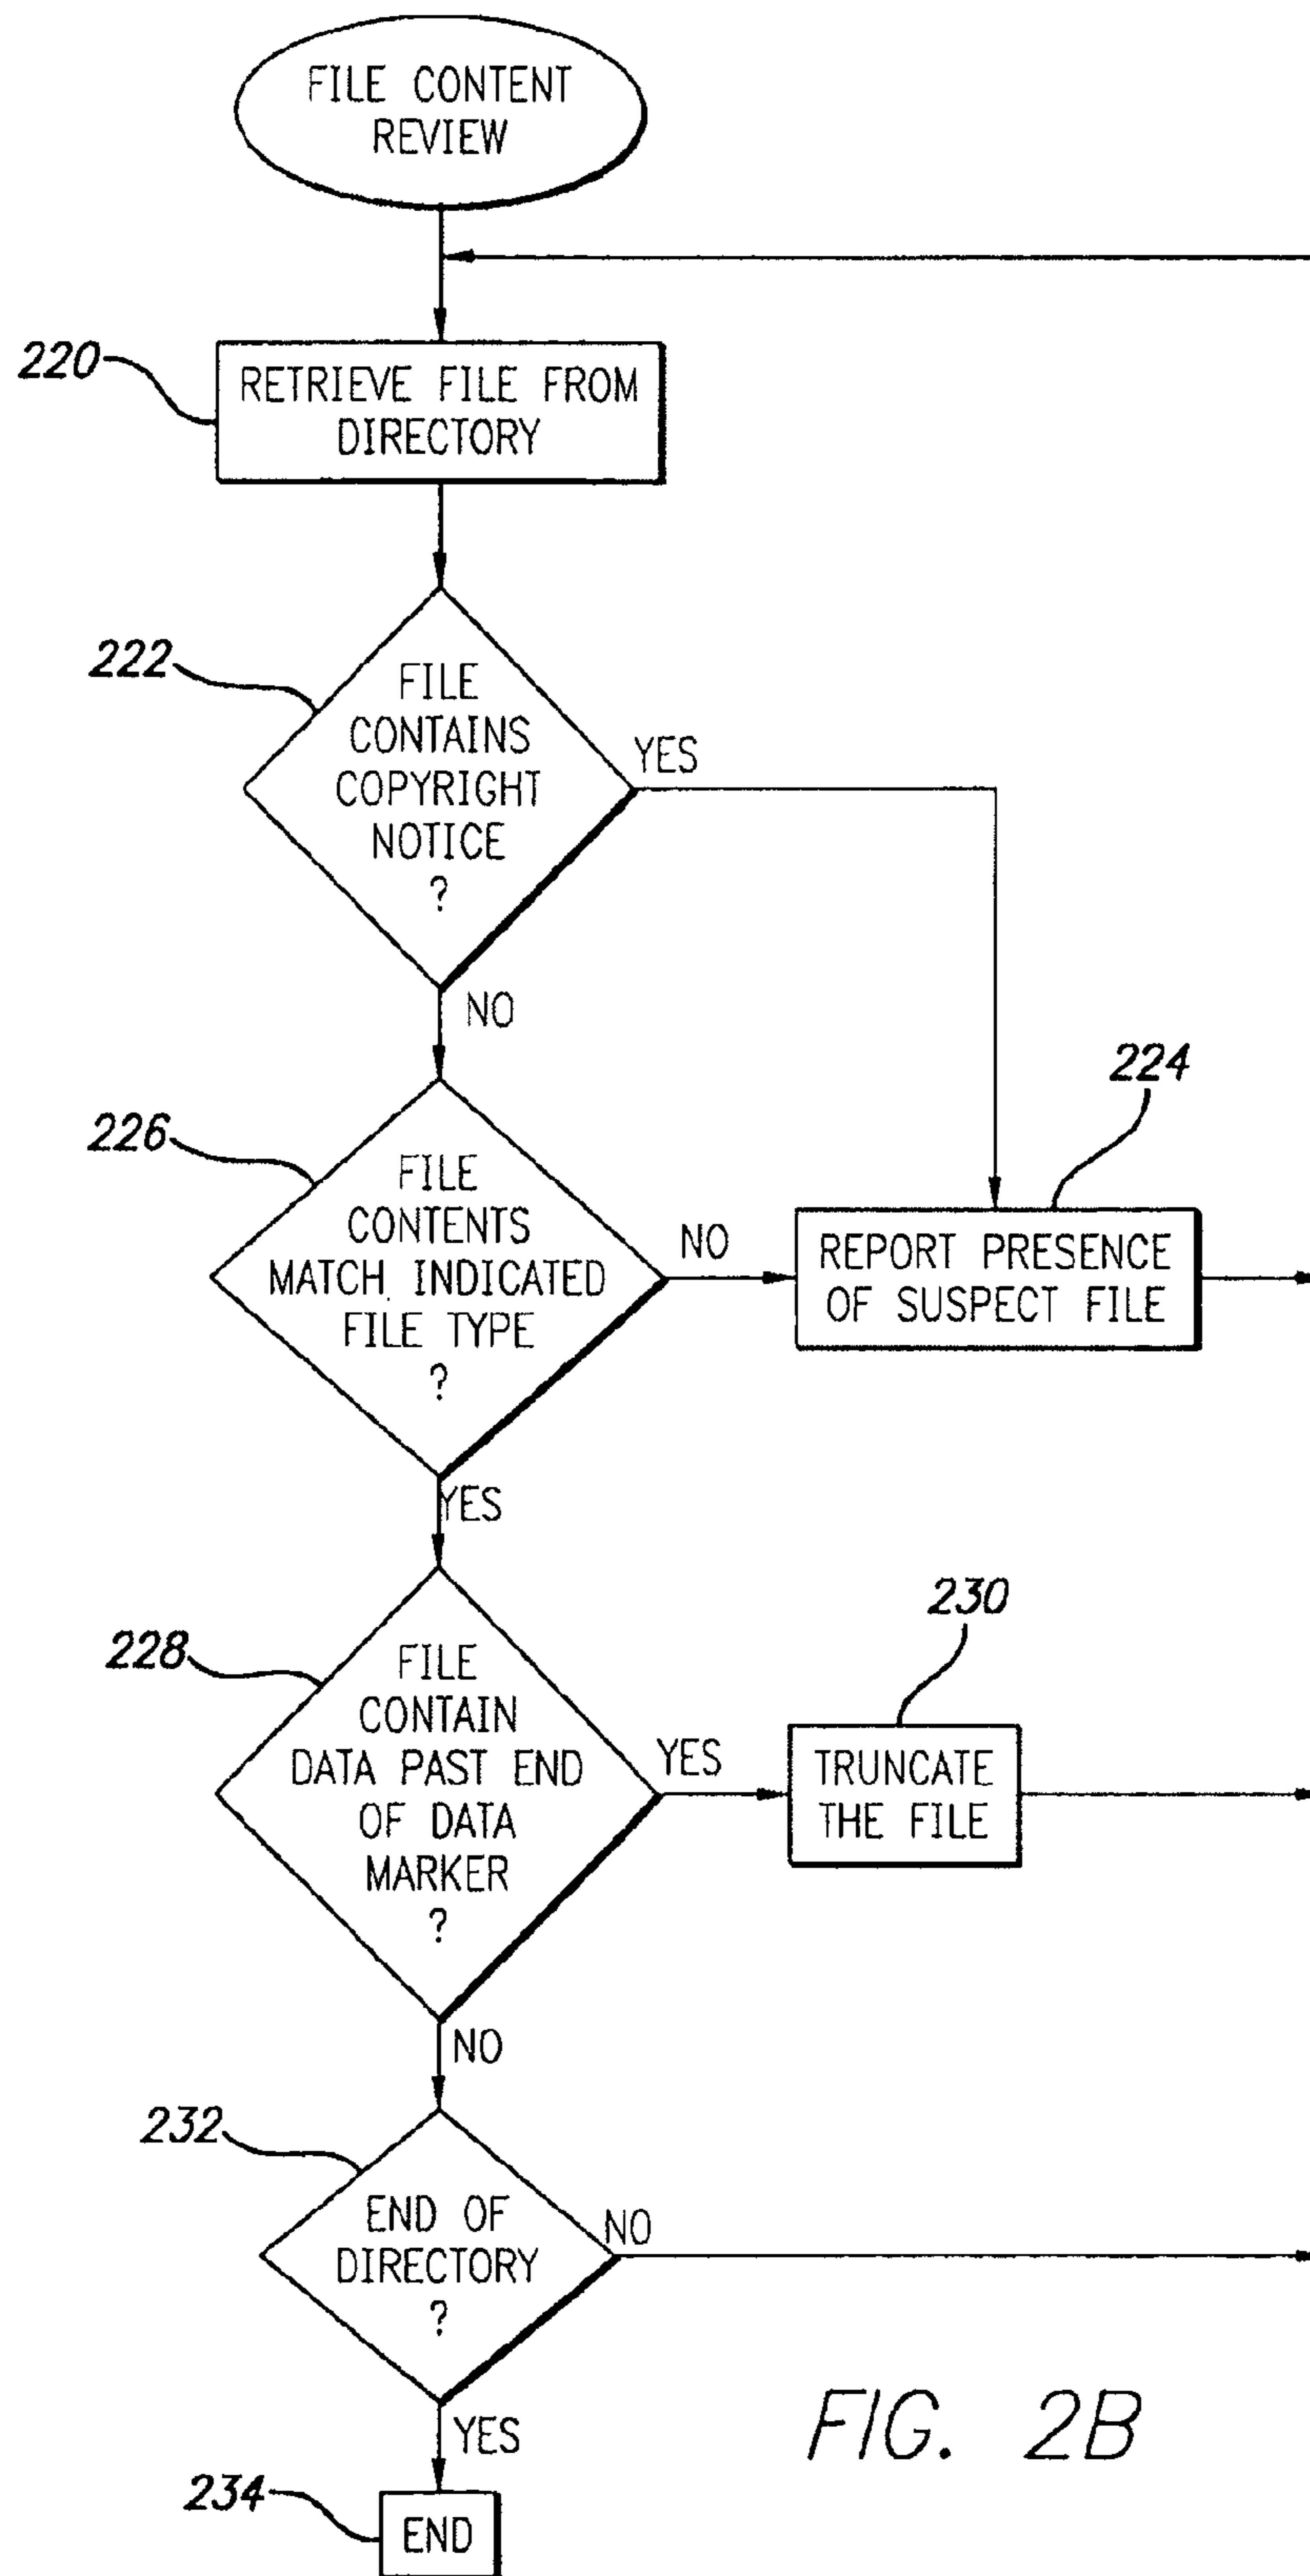 FILE CONTENT
REVIEW
220
RETRIEVE FILE FROM
DIRECTORY
222
FILE
CONTAINS
COPYRIGHT
NOTICE
?
YES
NO
224
226
FILE
CONTENTS
MATCH INDICATED
FILE TYPE
?
NO
REPORT PRESENCE
OF SUSPECT FILE
YES
228
FILE
CONTAIN
DATA PAST END
OF DATA
MARKER
?
YES
230
TRUNCATE
THE FILE
NO
232
END OF
DIRECTORY
?
NO
YES
234
END
FIG. 2B